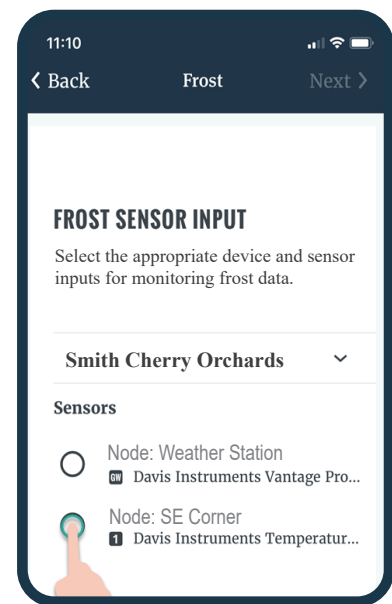 11:10
Back Frost Next
FROST SENSOR INPUT
Select the appropriate device and sensor
inputs for monitoring frost data.
Smith Cherry Orchards
Sensors
Node: Weather Station
GW Davis Instruments Vantage Pro...
Node: SE Corner
1 Davis Instruments Temperatur...